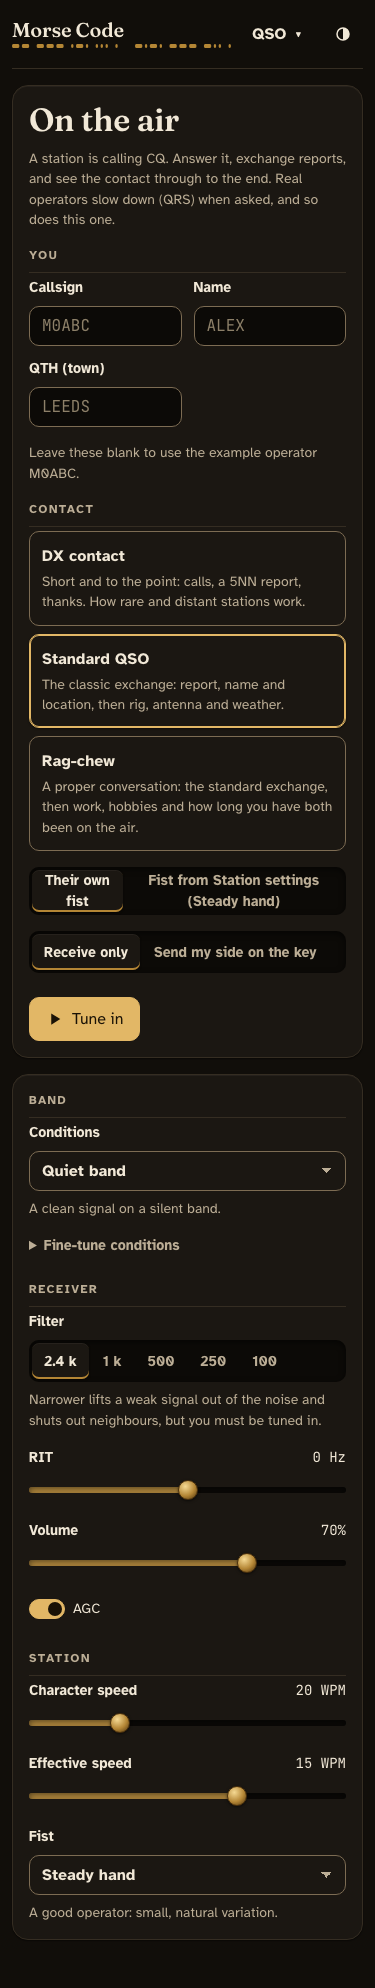 Morse Code
QSO ▾
On the air
A station is calling CQ. Answer it, exchange reports,
and see the contact through to the end. Real
operators slow down (QRS) when asked, and so
does this one.
YOU
Callsign
Name
M0ABC
ALEX
QTH (town)
LEEDS
Leave these blank to use the example operator
M0ABC.
CONTACT
DX contact
Short and to the point: calls, a 5NN report,
thanks. How rare and distant stations work.
Standard QSO
The classic exchange: report, name and
location, then rig, antenna and weather.
Rag-chew
A proper conversation: the standard exchange,
then work, hobbies and how long you have both
been on the air.
Their own
fist
Fist from Station settings
(Steady hand)
Receive only
Send my side on the key
▶ Tune in
BAND
Conditions
Quiet band
A clean signal on a silent band.
▶ Fine-tune conditions
RECEIVER
Filter
2.4 k 1 k 500 250 100
Narrower lifts a weak signal out of the noise and
shuts out neighbours, but you must be tuned in.
RIT 0 Hz
Volume 70%
AGC
STATION
Character speed 20 WPM
Effective speed 15 WPM
Fist
Steady hand
A good operator: small, natural variation.